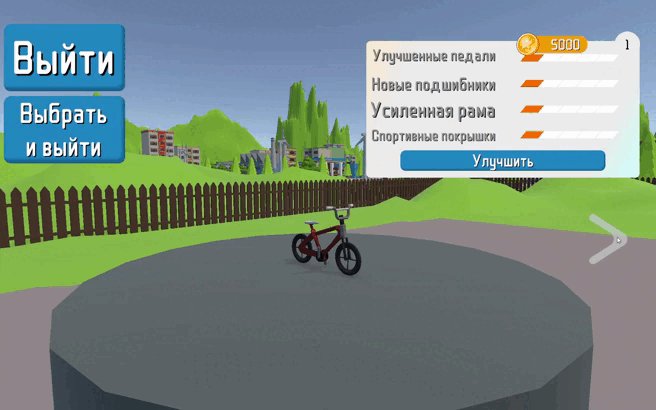 Выйти
Выбрать
и выйти
5000
1
Улучшенные педали
Новые подшибники
Усиленная рама
Спортивные покрышки
Улучшить